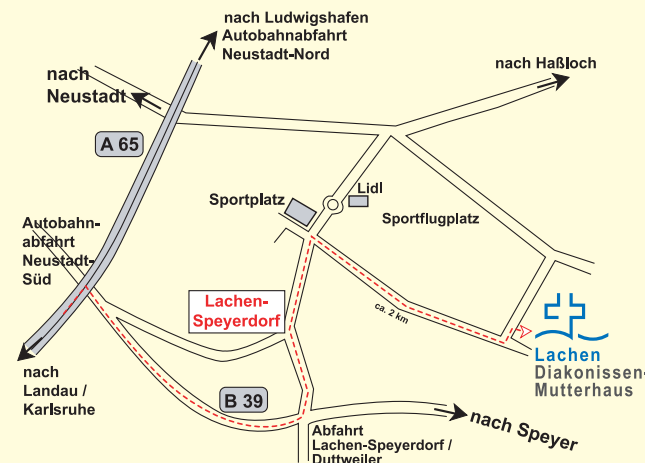 nach Ludwigshafen
Autobahnabfahrt
Neustadt-Nord
nach
Neustadt
nach Haßloch
A 65
Sportplatz
Lidl
Sportflugplatz
Autobahn-
abfahrt
Neustadt-
Süd
Lachen-
Speyerdorf
ca. 2 km
Lachen
Diakonissen-
Mutterhaus
nach
Landau /
Karlsruhe
B 39
nach Speyer
Abfahrt
Lachen-Speyerdorf /
Duttweiler